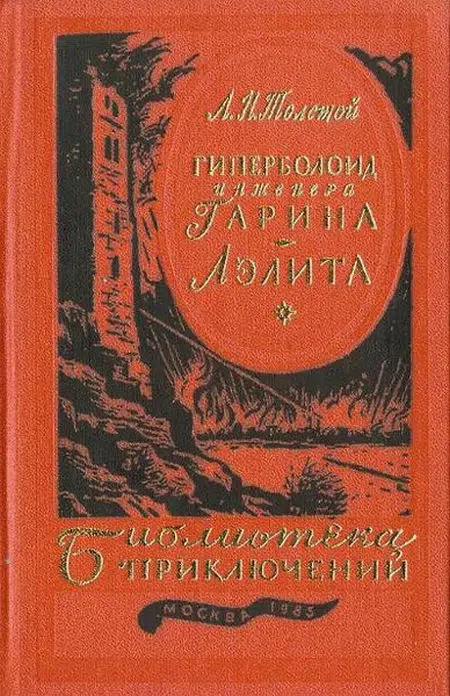 А.Н.Толстой
ГИПЕРБОЛОИД
инженера
ГАРИНА
АЭЛИТА
Библиотека
ПРИКЛЮЧЕНИЙ
МОСКВА 1985